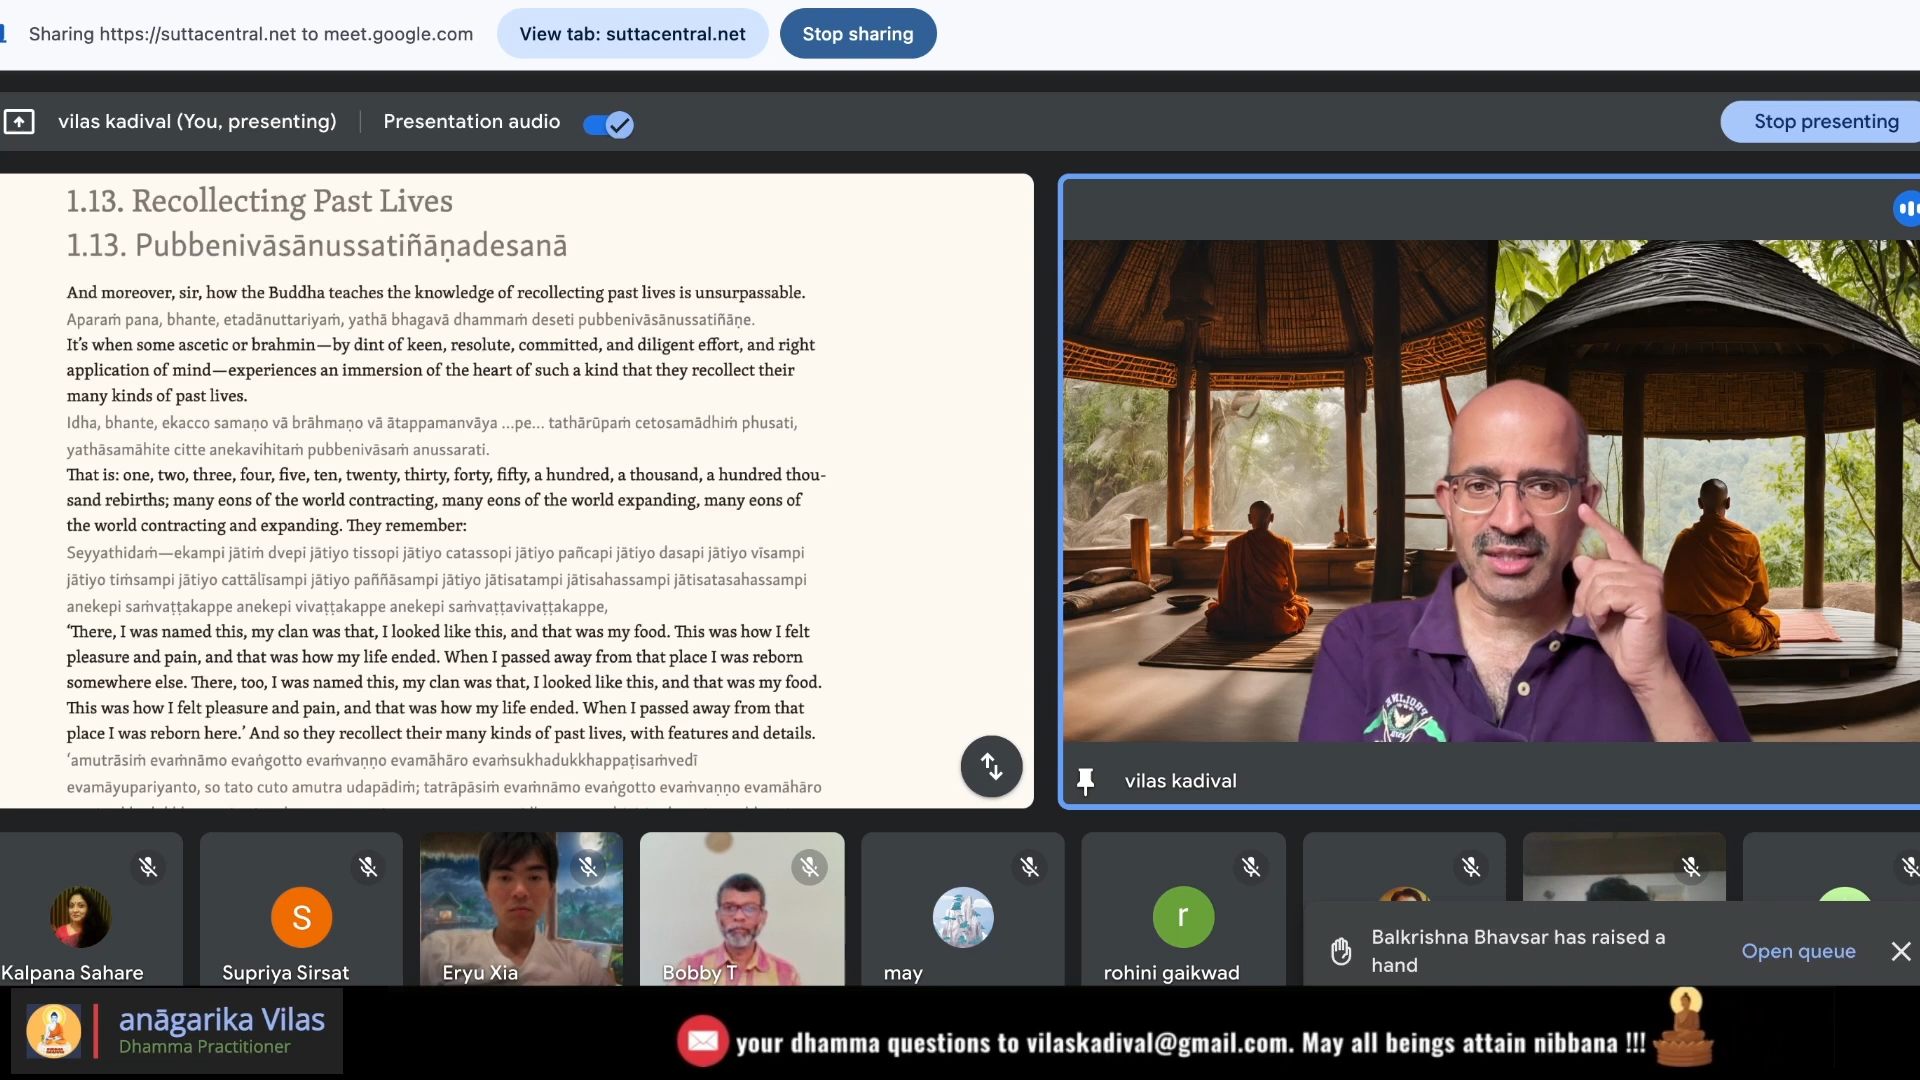 Sharing https://suttacentral.net to meet.google.com
View tab: suttacentral.net
Stop sharing
vilas kadival (You, presenting)
Presentation audio
Stop presenting
1.13. Recollecting Past Lives
1.13. Pubbenivāsānussatiñāṇadesanā
And moreover, sir, how the Buddha teaches the knowledge of recollecting past lives is unsurpassable.
Aparaṁ pana, bhante, etadānuttariyaṁ, yathā bhagavā dhammaṁ deseti pubbenivāsānussatiñāṇe.
It’s when some ascetic or brahmin—by dint of keen, resolute, committed, and diligent effort, and right
application of mind—experiences an immersion of the heart of such a kind that they recollect their
many kinds of past lives.
Idha, bhante, ekacco samaṇo vā brāhmaṇo vā ātappamanvāya …pe… tathārūpaṁ cetosamādhiṁ phusati,
yathāsamāhite citte anekavihitaṁ pubbenivāsaṁ anussarati.
That is: one, two, three, four, five, ten, twenty, thirty, forty, fifty, a hundred, a thousand, a hundred thou-
sand rebirths; many eons of the world contracting, many eons of the world expanding, many eons of
the world contracting and expanding. They remember:
Seyyathidaṁ—ekampi jātiṁ dvepi jātiyo tissopi jātiyo catassopi jātiyo pañcapi jātiyo dasapi jātiyo vīsampi
jātiyo tiṁsampi jātiyo cattālīsampi jātiyo paññāsampi jātiyo jātisatampi jātisahassampi jātisatasahassampi
anekepi saṁvaṭṭakappe anekepi vivaṭṭakappe anekepi saṁvaṭṭavivaṭṭakappe,
‘There, I was named this, my clan was that, I looked like this, and that was my food. This was how I felt
pleasure and pain, and that was how my life ended. When I passed away from that place I was reborn
somewhere else. There, too, I was named this, my clan was that, I looked like this, and that was my food.
This was how I felt pleasure and pain, and that was how my life ended. When I passed away from that
place I was reborn here.’ And so they recollect their many kinds of past lives, with features and details.
‘amutrāsiṁ evaṁnāmo evaṅgotto evaṁvaṇṇo evamāhāro evaṁsukhadukkhappaṭisaṁvedī
evamāyupariyanto, so tato cuto amutra udapādiṁ; tatrāpāsiṁ evaṁnāmo evaṅgotto evaṁvaṇṇo evamāhāro
vilas kadival
S
r
Kalpana Sahare
Supriya Sirsat
Eryu Xia
Bobby T
may
rohini gaikwad
Balkrishna Bhavsar has raised a
hand
Open queue
anāgarika Vilas
Dhamma Practitioner
your dhamma questions to vilaskadival@gmail.com. May all beings attain nibbana !!!